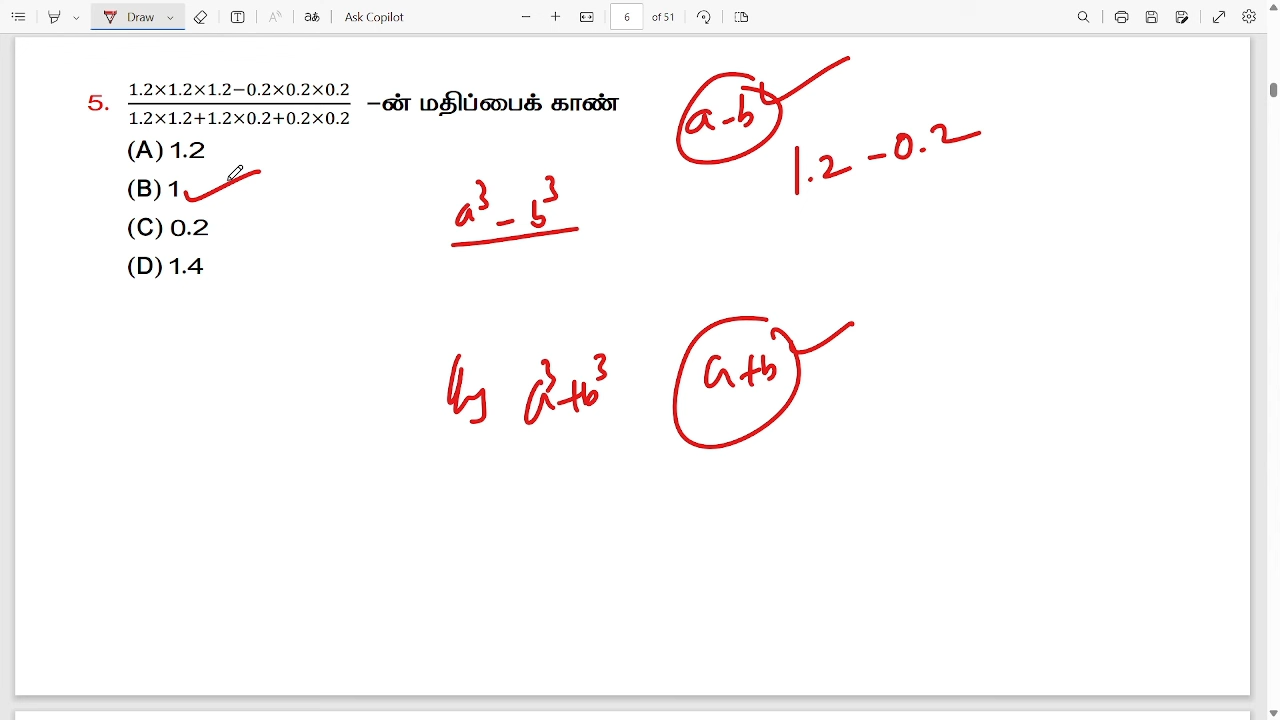 Draw
Ask Copilot
6 of 51
5. 1.2×1.2×1.2−0.2×0.2×0.2 / 1.2×1.2+1.2×0.2+0.2×0.2 -ன் மதிப்பைக் காண்
(A) 1.2
(B) 1
(C) 0.2
(D) 1.4
a-b
1.2 - 0.2
a³ - b³
a³+b³
a+b